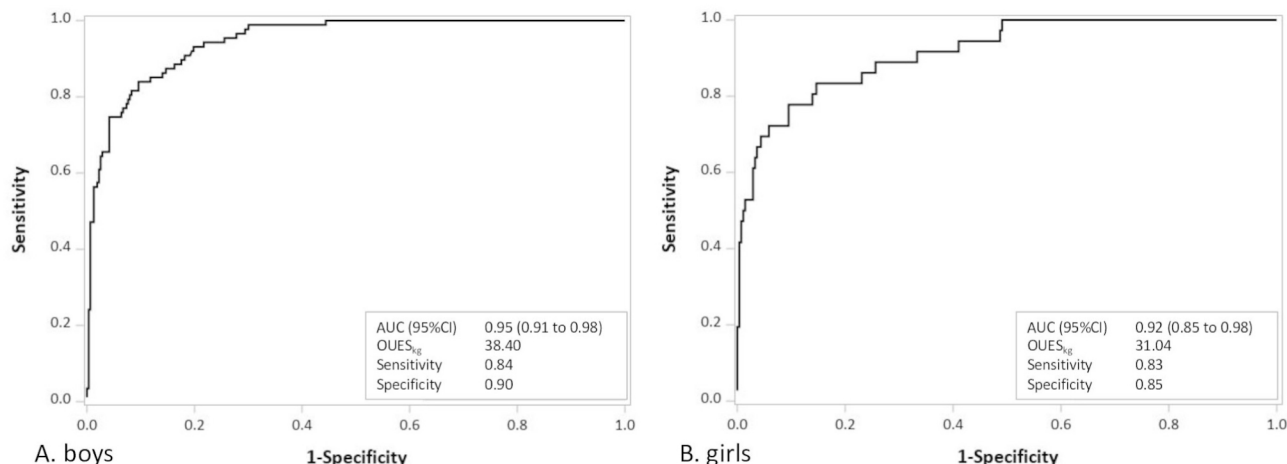 1.0
0.8
0.6
0.4
0.2
0.0
Sensitivity
AUC (95%CI) 0.95 (0.91 to 0.98)
OUESkg 38.40
Sensitivity 0.84
Specificity 0.90
0.0 0.2 0.4 0.6 0.8 1.0
A. boys
1-Specificity
1.0
0.8
0.6
0.4
0.2
0.0
Sensitivity
AUC (95%CI) 0.92 (0.85 to 0.98)
OUESkg 31.04
Sensitivity 0.83
Specificity 0.85
0.0 0.2 0.4 0.6 0.8 1.0
B. girls
1-Specificity